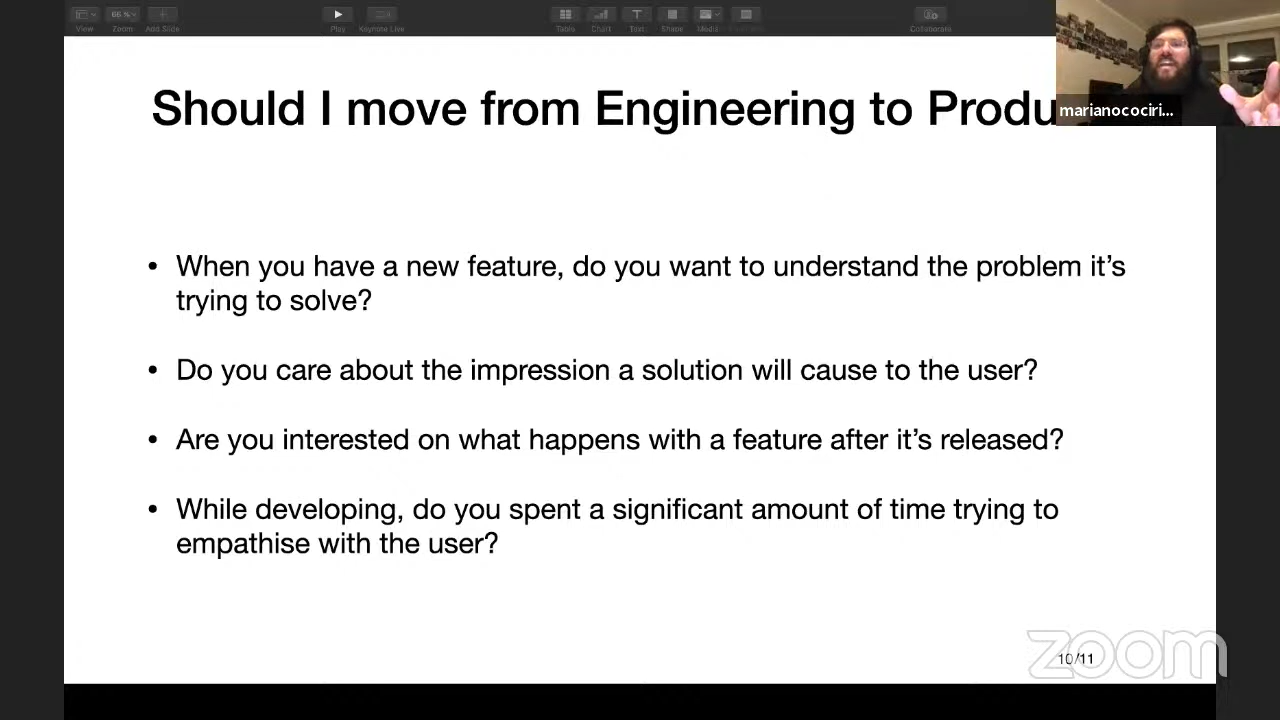 View
66%
Zoom
Add Slide
Play
Keynote Live
Table
Chart
Text
Shape
Media
Collaborate
marianocociri...
Should I move from Engineering to Produ
• When you have a new feature, do you want to understand the problem it’s
trying to solve?
• Do you care about the impression a solution will cause to the user?
• Are you interested on what happens with a feature after it’s released?
• While developing, do you spent a significant amount of time trying to
empathise with the user?
zoom
10/11